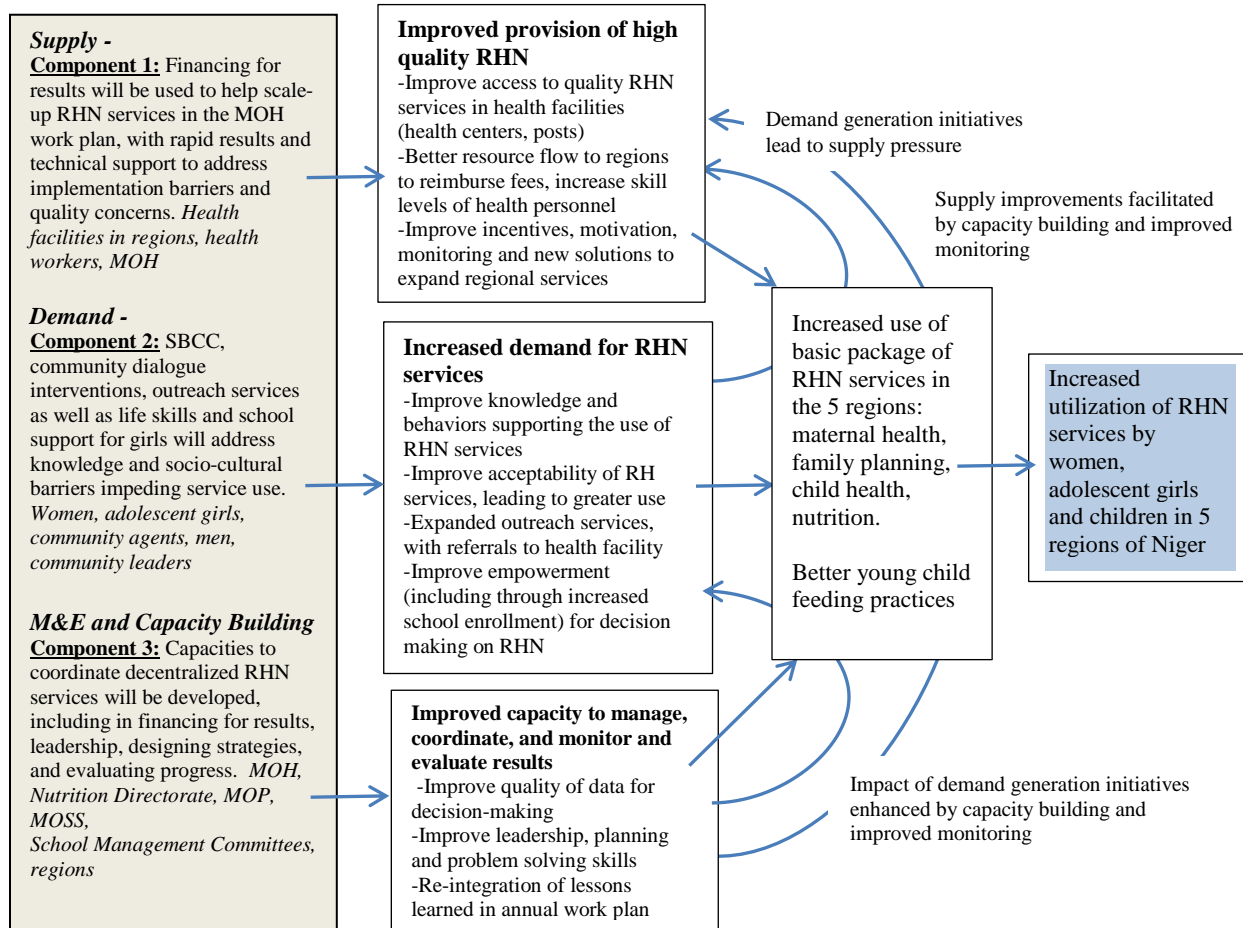 Supply -
Component 1: Financing for
results will be used to help scale-
up RHN services in the MOH
work plan, with rapid results and
technical support to address
implementation barriers and
quality concerns. Health
facilities in regions, health
workers, MOH
Demand -
Component 2: SBCC,
community dialogue
interventions, outreach services
as well as life skills and school
support for girls will address
knowledge and socio-cultural
barriers impeding service use.
Women, adolescent girls,
community agents, men,
community leaders
M&E and Capacity Building
Component 3: Capacities to
coordinate decentralized RHN
services will be developed,
including in financing for results,
leadership, designing strategies,
and evaluating progress. MOH,
Nutrition Directorate, MOP,
MOSS,
School Management Committees,
regions
Improved provision of high
quality RHN
-Improve access to quality RHN
services in health facilities
(health centers, posts)
-Better resource flow to regions
to reimburse fees, increase skill
levels of health personnel
-Improve incentives, motivation,
monitoring and new solutions to
expand regional services
Increased demand for RHN
services
-Improve knowledge and
behaviors supporting the use of
RHN services
-Improve acceptability of RH
services, leading to greater use
-Expanded outreach services,
with referrals to health facility
-Improve empowerment
(including through increased
school enrollment) for decision
making on RHN
Improved capacity to manage,
coordinate, and monitor and
evaluate results
-Improve quality of data for
decision-making
-Improve leadership, planning
and problem solving skills
-Re-integration of lessons
learned in annual work plan
Demand generation initiatives
lead to supply pressure
Supply improvements facilitated
by capacity building and improved
monitoring
Increased use of
basic package of
RHN services in
the 5 regions:
maternal health,
family planning,
child health,
nutrition.
Better young child
feeding practices
Increased
utilization of RHN
services by
women,
adolescent girls
and children in 5
regions of Niger
Impact of demand generation initiatives
enhanced by capacity building and
improved monitoring